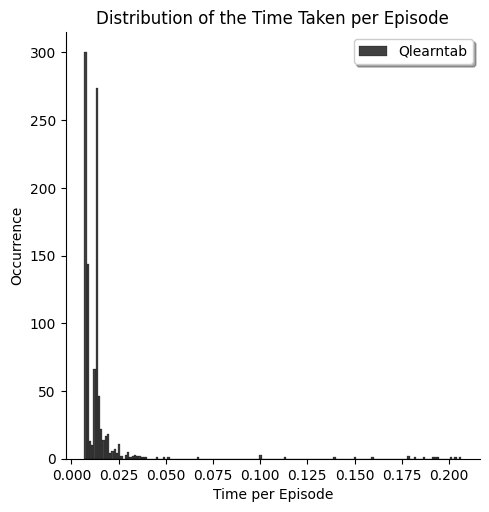 Distribution of the Time Taken per Episode
Qlearntab
300
250
200
150
100
50
0
Occurrence
0.000 0.025 0.050 0.075 0.100 0.125 0.150 0.175 0.200
Time per Episode